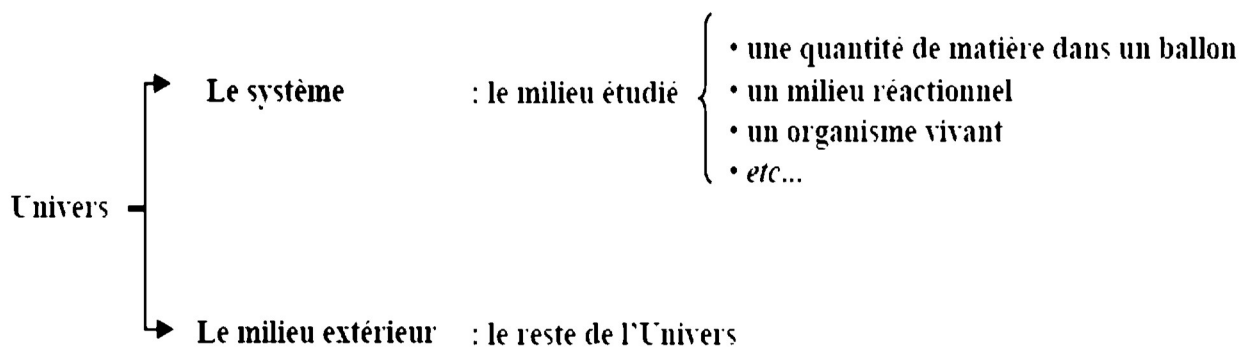 • une quantité de matière dans un ballon
Le système : le milieu étudié
• un milieu réactionnel
• un organisme vivant
• etc...
Univers
Le milieu extérieur : le reste de l'Univers